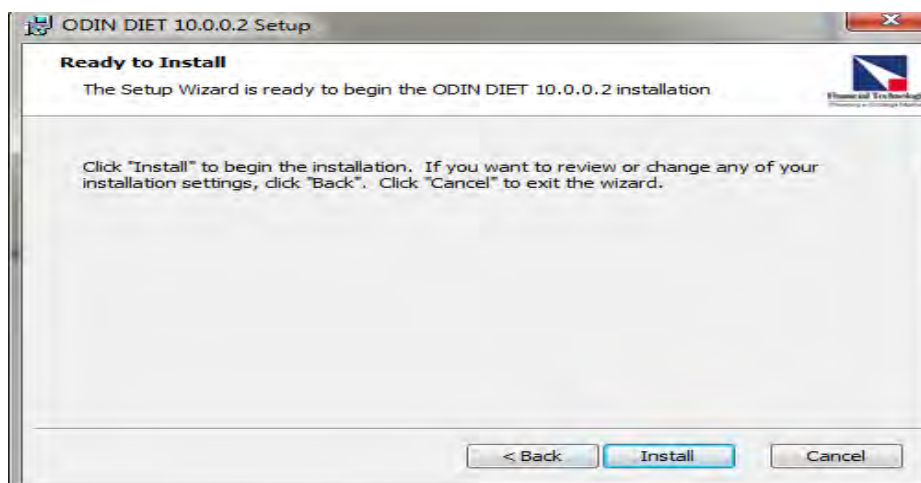 ODIN DIET 10.0.0.2 Setup
Ready to Install
The Setup Wizard is ready to begin the ODIN DIET 10.0.0.2 installation
Financial Technologi
Click "Install" to begin the installation. If you want to review or change any of your
installation settings, click "Back". Click "Cancel" to exit the wizard.
< Back
Install
Cancel